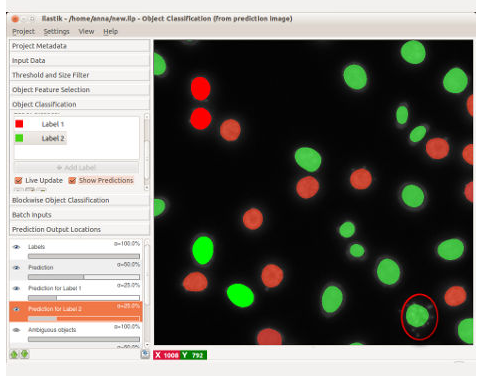 ilastik - /home/anna/new.ilp - Object Classification (from prediction image)
Project Settings View Help
Project Metadata
Input Data
Threshold and Size Filter
Object Feature Selection
Object Classification
Label 1
Label 2
Add Label
Live Update Show Predictions
Blockwise Object Classification
Batch Inputs
Prediction Output Locations
Labels α=100.0%
Prediction α=50.0%
Prediction for Label 1 α=25.0%
Prediction for Label 2 α=25.0%
Ambiguous objects α=100.0%
X 1008 Y 792